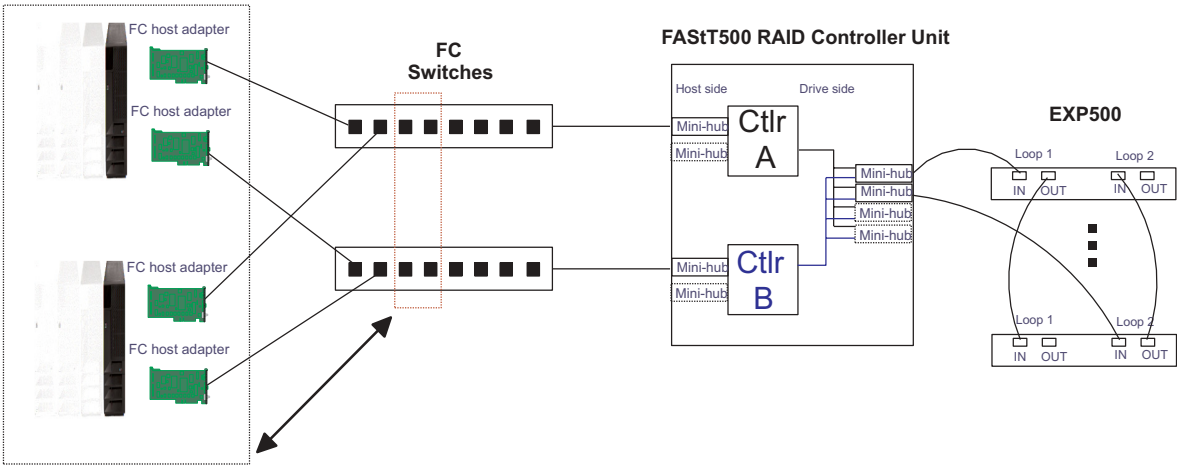 FC host adapter
FC host adapter
FC host adapter
FC host adapter
FC
Switches
FAStT500 RAID Controller Unit
Host side
Drive side
Mini-hub
Mini-hub
Ctlr
A
Mini-hub
Mini-hub
Mini-hub
Mini-hub
Mini-hub
Mini-hub
Ctlr
B
EXP500
Loop 1
Loop 2
IN OUT
IN OUT
Loop 1
Loop 2
IN OUT
IN OUT